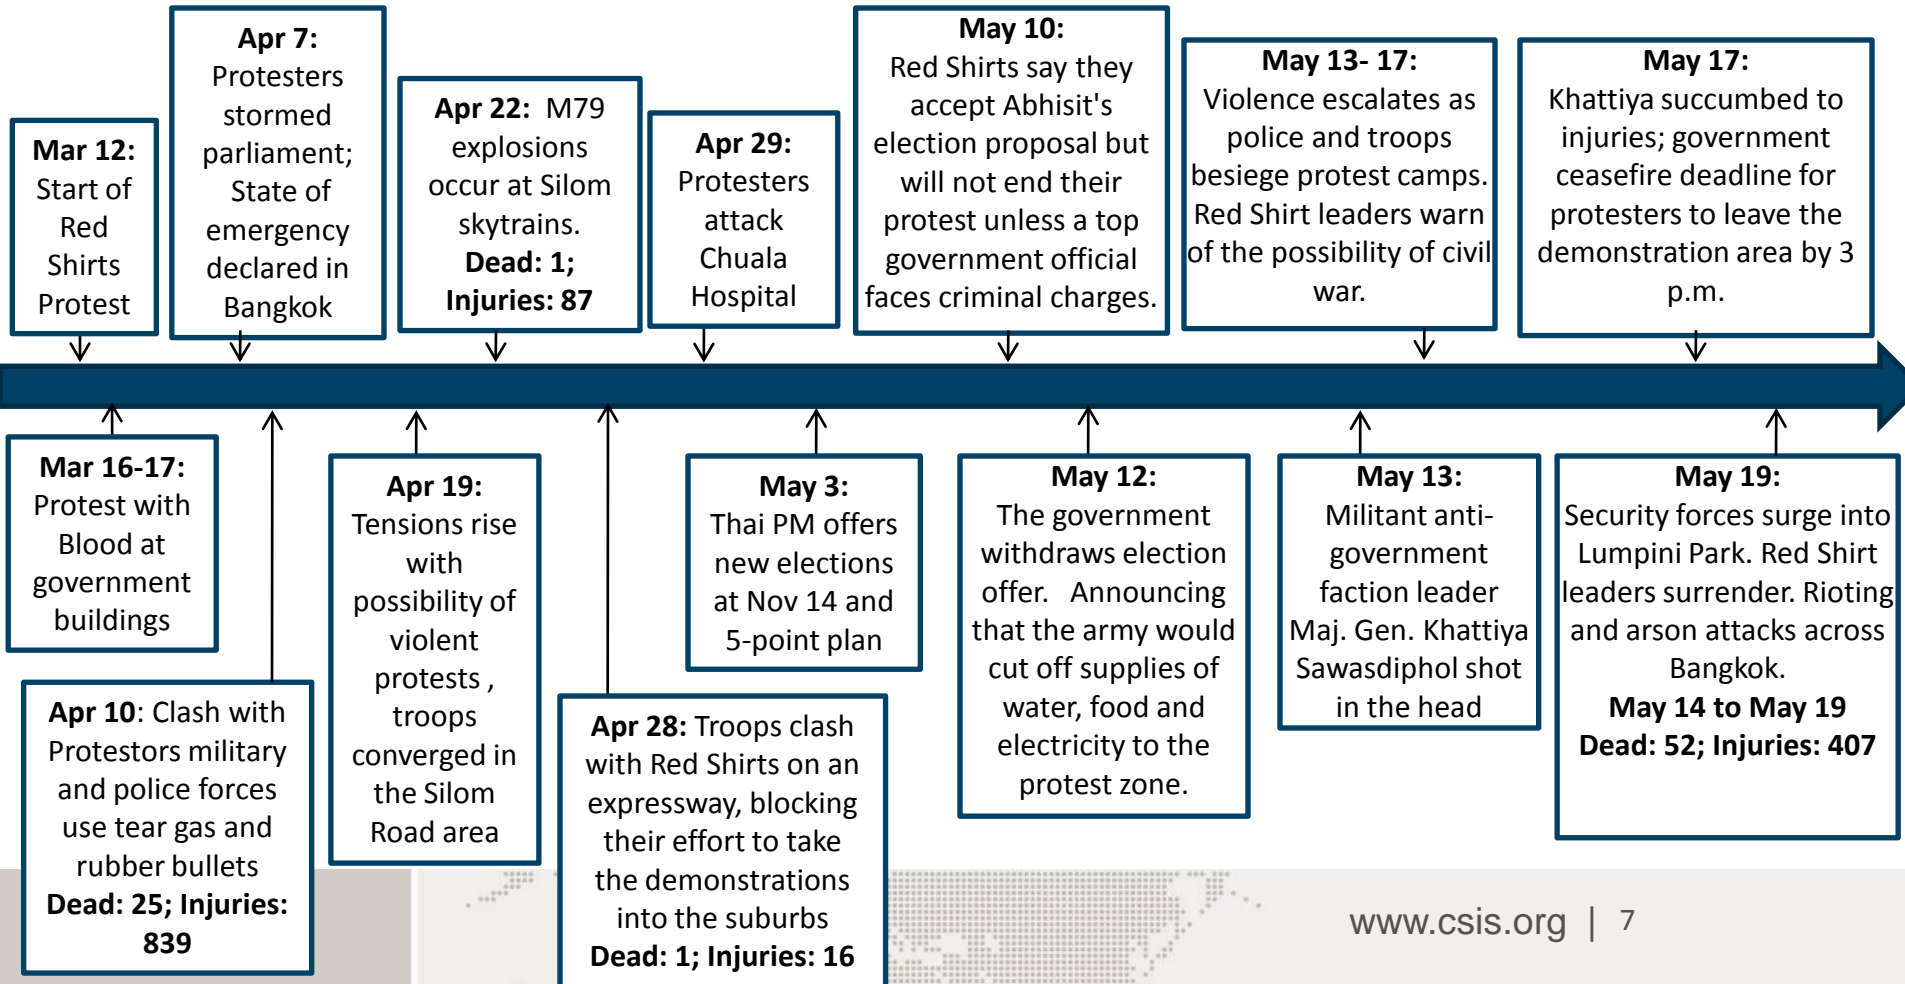 Mar 12:
Start of
Red
Shirts
Protest
Apr 7:
Protesters
stormed
parliament;
State of
emergency
declared in
Bangkok
Apr 22:  M79
explosions
occur at Silom
skytrains.
Dead: 1;
Injuries: 87
Apr 29:
Protesters
attack
Chuala
Hospital
May 10:
Red Shirts say they
accept Abhisit's
election proposal but
will not end their
protest unless a top
government official
faces criminal charges.
May 13- 17:
Violence escalates as
police and troops
besiege protest camps.
Red Shirt leaders warn
of the possibility of civil
war.
May 17:
Khattiya succumbed to
injuries; government
ceasefire deadline for
protesters to leave the
demonstration area by 3
p.m.
Mar 16-17:
Protest with
Blood at
government
buildings
Apr 10: Clash with
Protestors military
and police forces
use tear gas and
rubber bullets
Dead: 25; Injuries:
839
Apr 19:
Tensions rise
with
possibility of
violent
protests ,
troops
converged in
the Silom
Road area
Apr 28: Troops clash
with Red Shirts on an
expressway, blocking
their effort to take
the demonstrations
into the suburbs
Dead: 1; Injuries: 16
May 3:
Thai PM offers
new elections
at Nov 14 and
5-point plan
May 12:
The government
withdraws election
offer.   Announcing
that the army would
cut off supplies of
water, food and
electricity to the
protest zone.
May 13:
Militant anti-
government
faction leader
Maj. Gen. Khattiya
Sawasdiphol shot
in the head
May 19:
Security forces surge into
Lumpini Park. Red Shirt
leaders surrender. Rioting
and arson attacks across
Bangkok.
May 14 to May 19
Dead: 52; Injuries: 407
www.csis.org | 7